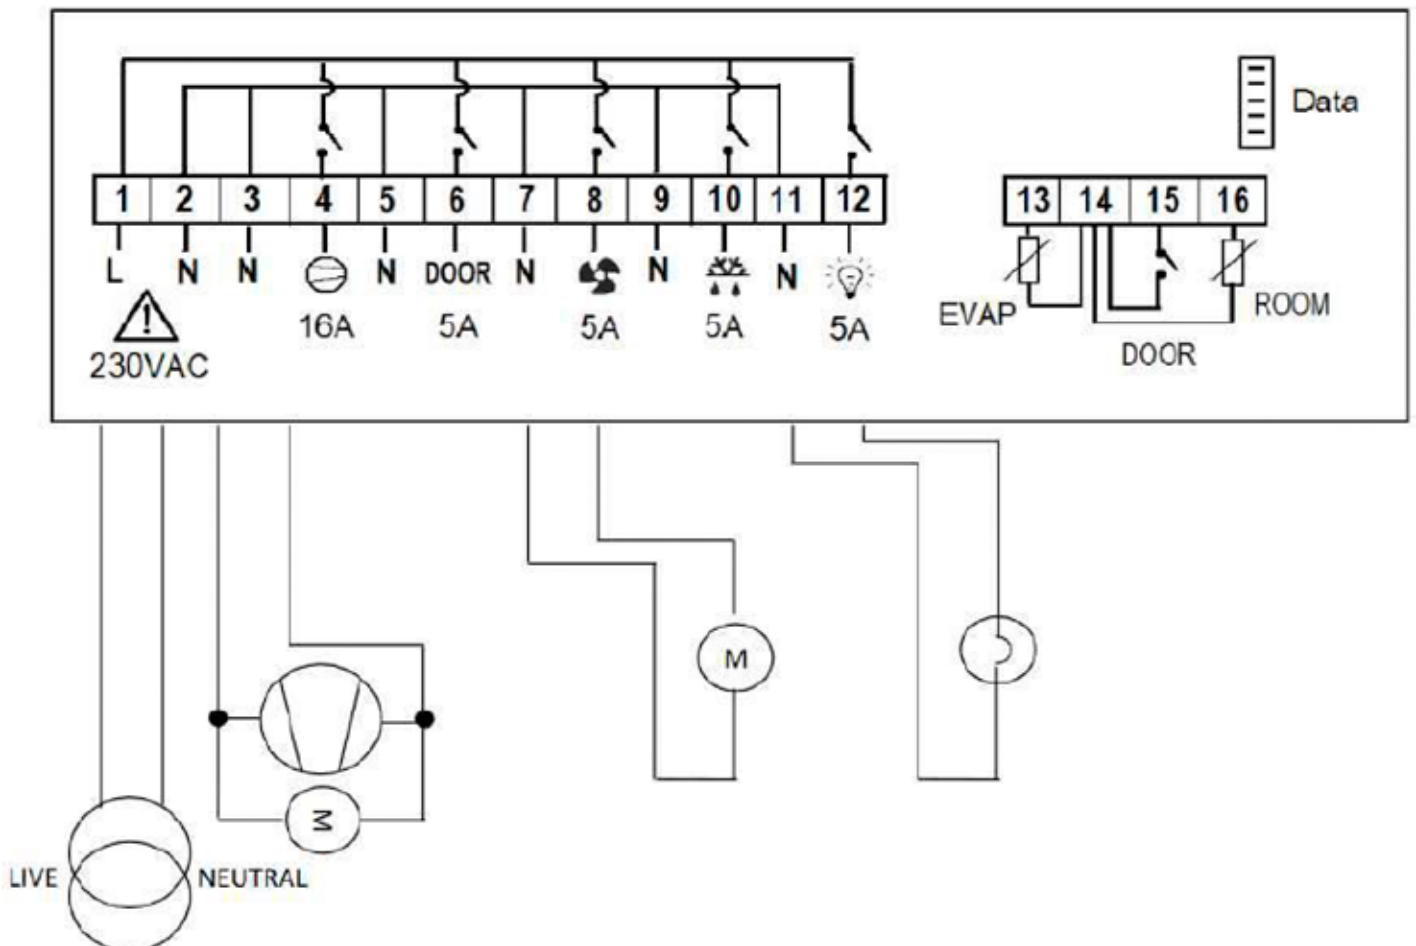 Data
1 2 3 4 5 6 7 8 9 10 11 12
13 14 15 16
L N N N DOOR N N N
EVAP ROOM
16A 5A 5A 5A 5A
DOOR
230VAC
M
M
LIVE NEUTRAL